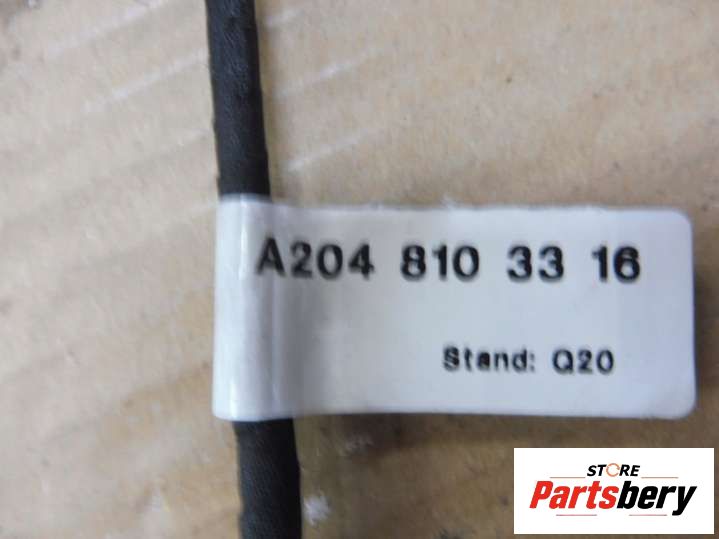 A204 810 33 16
Stand: Q20
STORE
Partsbery